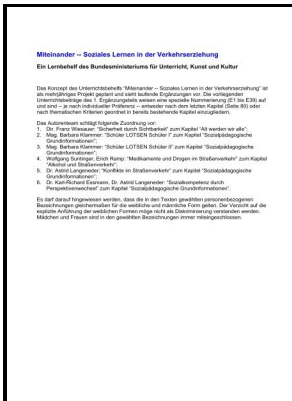 Miteinander – Soziales Lernen in der Verkehrserziehung
Ein Lernbehelf des Bundesministeriums für Unterricht, Kunst und Kultur
Das Konzept des Unterrichtsbehelfs "Miteinander – Soziales Lernen in der Verkehrserziehung" ist
als mehrjähriges Projekt geplant und sieht laufende Ergänzungen vor. Die vorliegenden
Unterrichtsbeiträge des 1. Ergänzungsteils weisen eine spezielle Nummerierung (E1 bis E39) auf
und sind – je nach individueller Präferenz – entweder nach dem letzten Kapitel (Seite 80) oder
nach thematischen Kriterien geordnet in bereits bestehende Kapitel einzugliedern.
Das Autorenteam schlägt folgende Zuordnung vor:
1. Dr. Franz Wiesauer: "Sicherheit durch Sichtbarkeit" zum Kapitel "Alt werden wir alle";
2. Mag. Barbara Klammer: "Schüler LOTSEN Schüler I" zum Kapitel "Sozialpädagogische
Grundinformationen";
3. Mag. Barbara Klammer: "Schüler LOTSEN Schüler II" zum Kapitel "Sozialpädagogische
Grundinformationen";
4. Wolfgang Suntinger, Erich Ramp: "Medikamente und Drogen im Straßenverkehr" zum Kapitel
"Alkohol und Straßenverkehr";
5. Dr. Astrid Langeneder: "Konflikte im Straßenverkehr" zum Kapitel "Sozialpädagogische
Grundinformationen";
6. Dr. Karl-Richard Essmann, Dr. Astrid Langeneder: "Sozialkompetenz durch
Perspektivenwechsel" zum Kapitel "Sozialpädagogische Grundinformationen".
Es darf darauf hingewiesen werden, dass die in den Texten gewählten personenbezogenen
Bezeichnungen gleichermaßen für die weibliche und männliche Form gelten. Der Verzicht auf die
explizite Anführung der weiblichen Formen möge nicht als Diskriminierung verstanden werden.
Mädchen und Frauen sind in den gewählten Bezeichnungen immer miteingeschlossen.